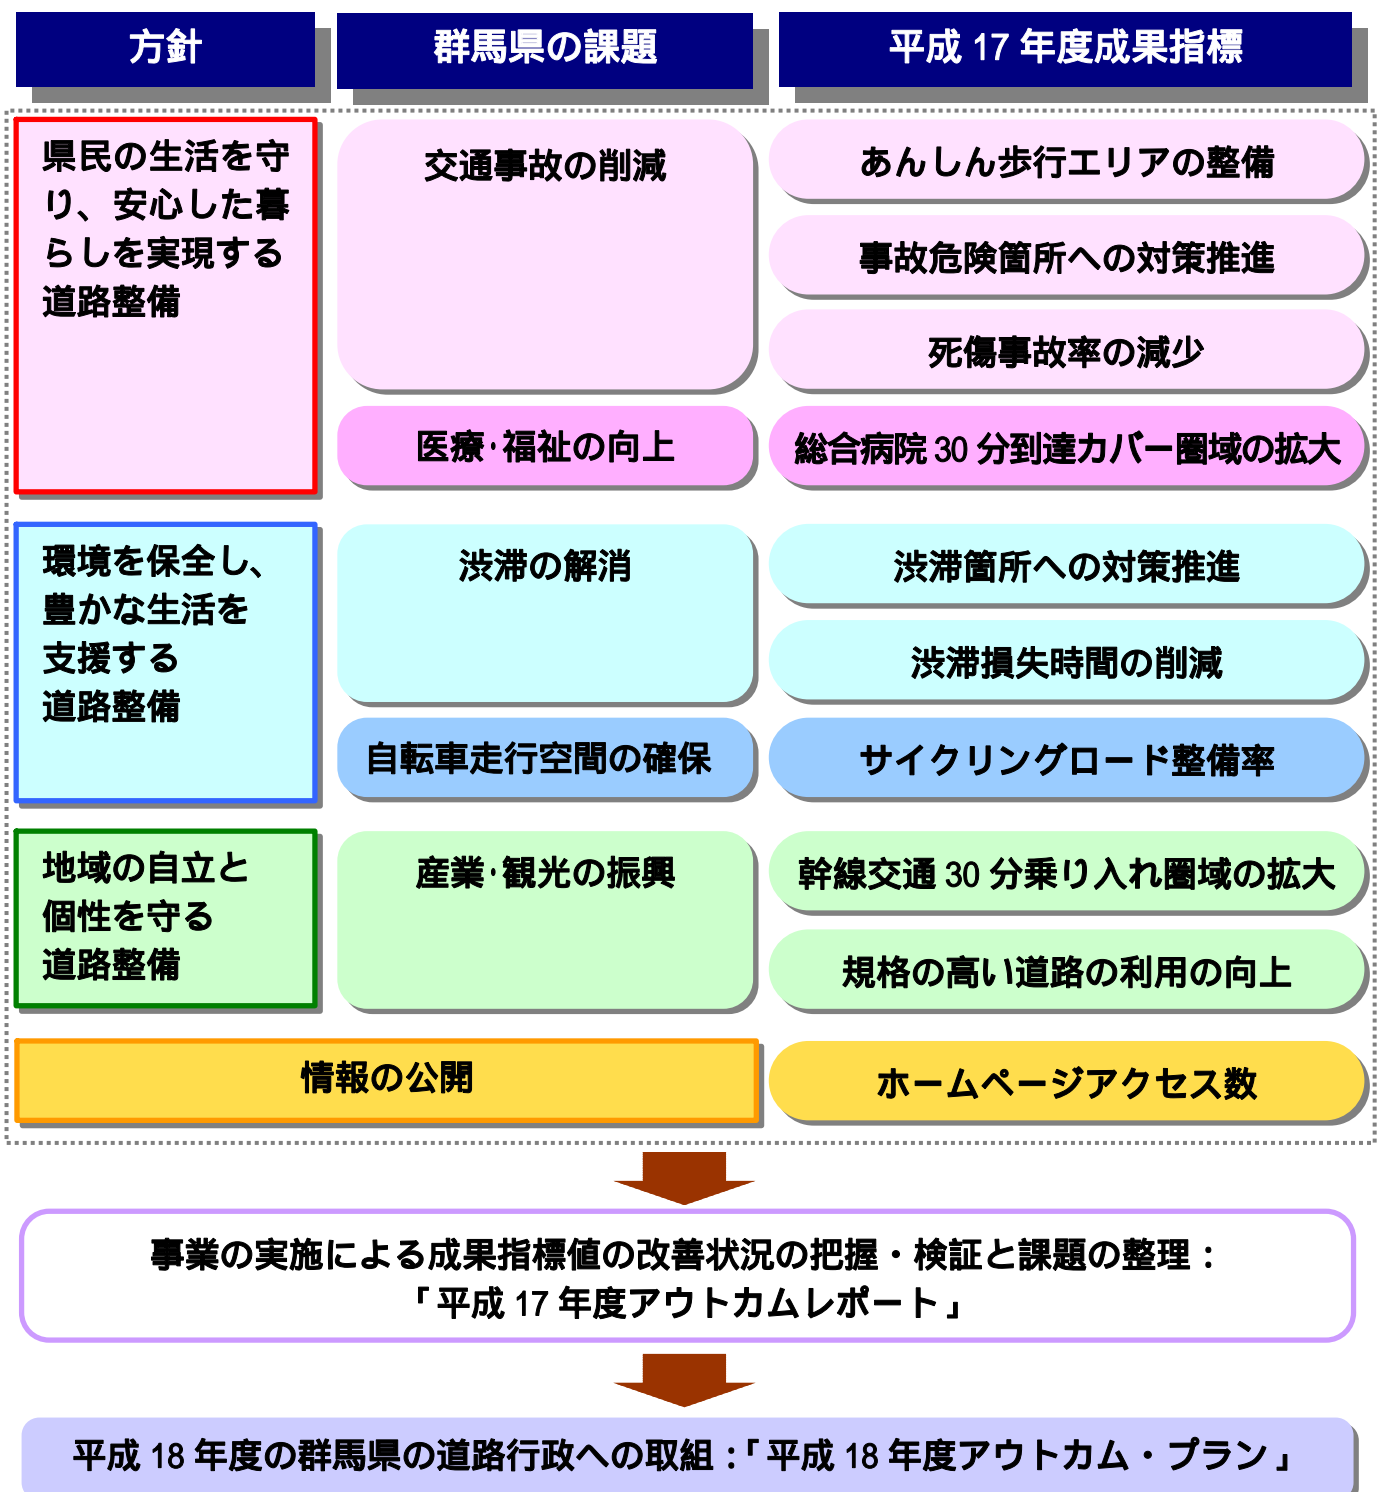 方針
群馬県の課題
平成 17 年度成果指標
県民の生活を守
り、安心した暮
らしを実現する
道路整備
交通事故の削減
あんしん歩行エリアの整備
事故危険箇所への対策推進
死傷事故率の減少
医療・福祉の向上
総合病院 30 分到達カバー圏域の拡大
環境を保全し、
豊かな生活を
支援する
道路整備
渋滞の解消
渋滞箇所への対策推進
渋滞損失時間の削減
自転車走行空間の確保
サイクリングロード整備率
地域の自立と
個性を守る
道路整備
産業・観光の振興
幹線交通 30 分乗り入れ圏域の拡大
規格の高い道路の利用の向上
情報の公開
ホームページアクセス数
事業の実施による成果指標値の改善状況の把握・検証と課題の整理：
「平成 17 年度アウトカムレポート」
平成 18 年度の群馬県の道路行政への取組：「平成 18 年度アウトカム・プラン」